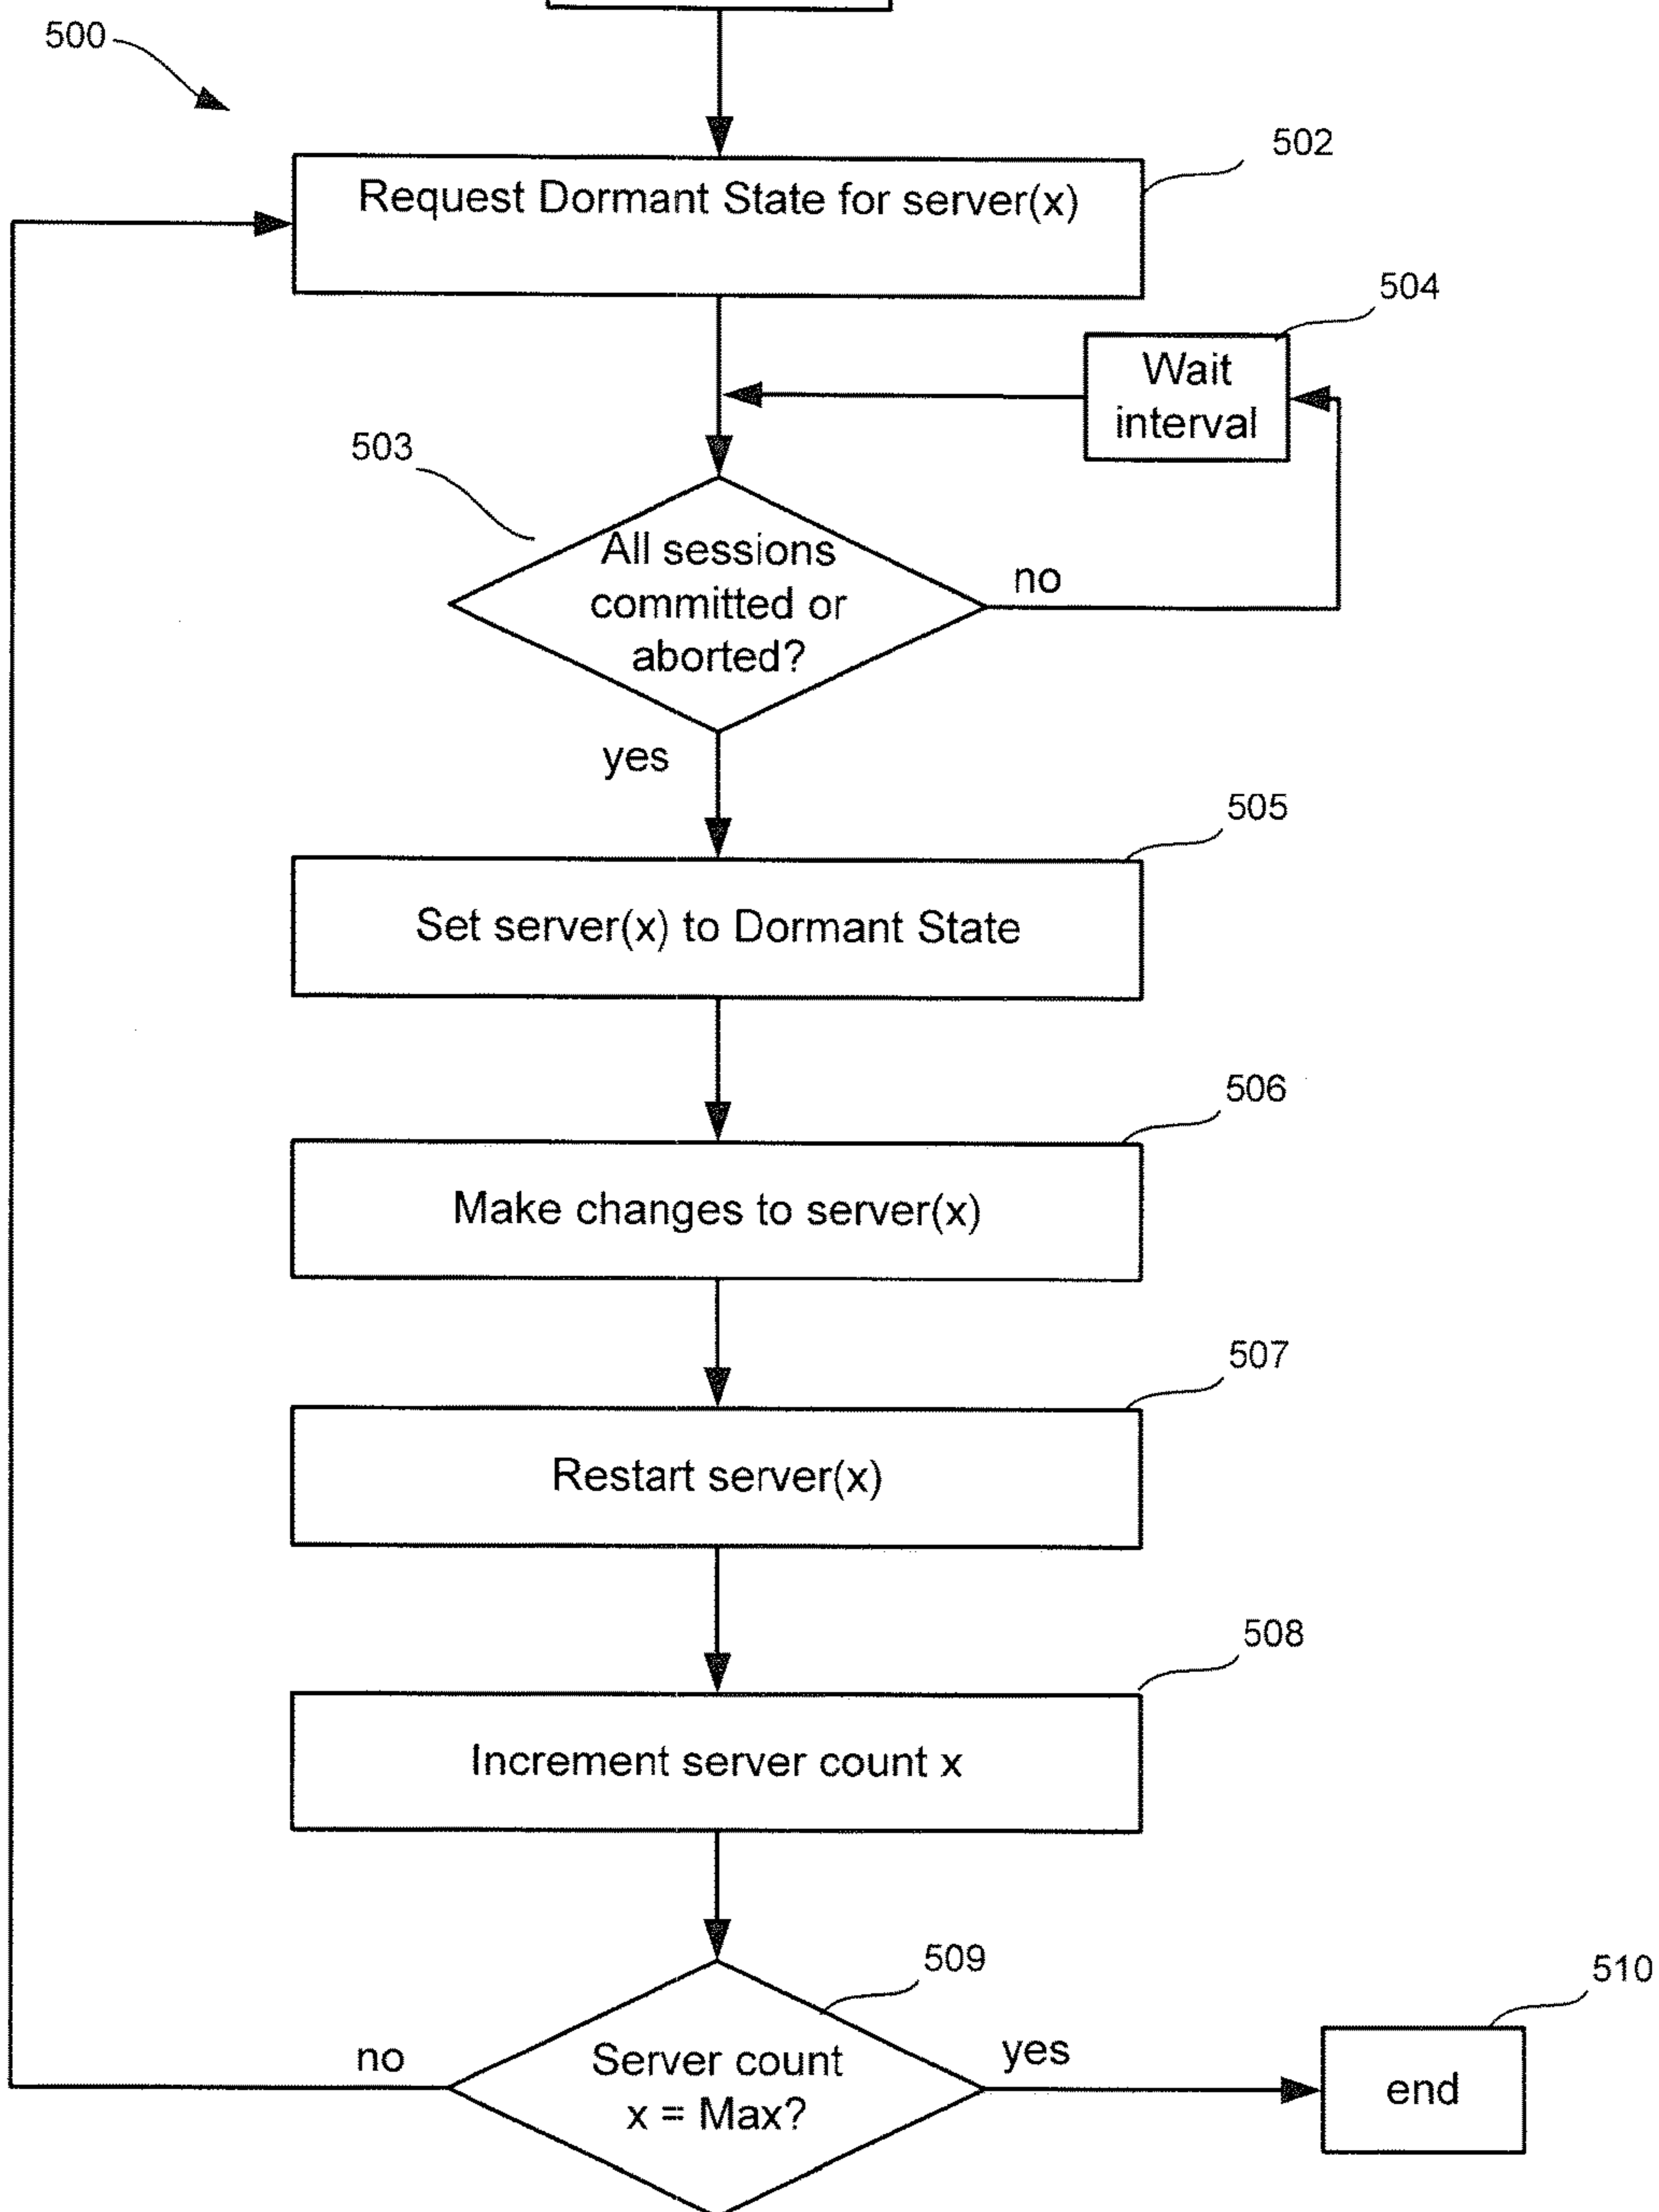 500
502
Request Dormant State for server(x)
504
Wait
interval
503
All sessions
committed or
aborted?
no
yes
505
Set server(x) to Dormant State
506
Make changes to server(x)
507
Restart server(x)
508
Increment server count x
509
510
Server count
x = Max?
no
yes
end